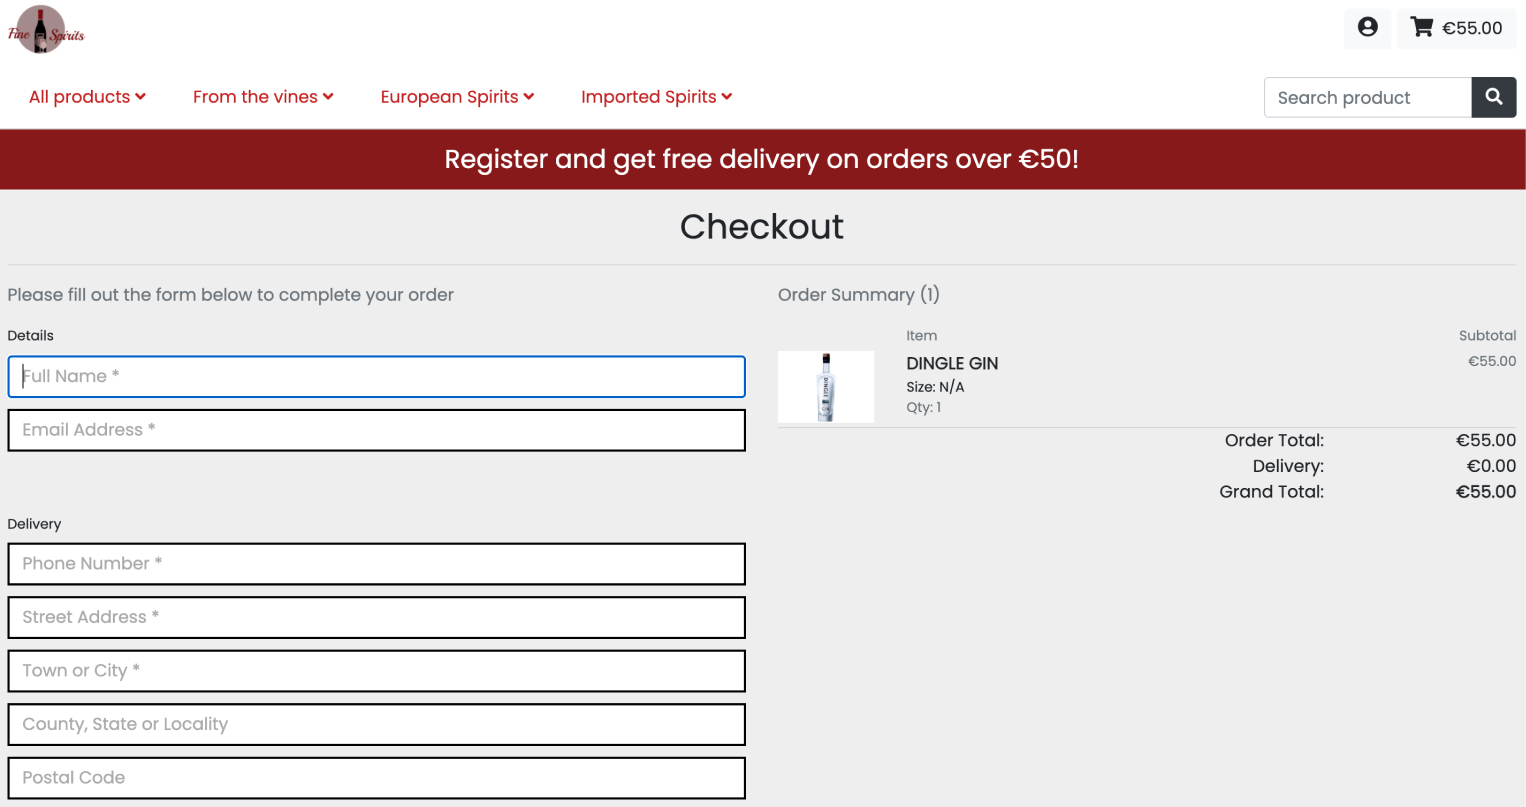 Fine Spirits
€55.00
All products
From the vines
European Spirits
Imported Spirits
Search product
Register and get free delivery on orders over €50!
Checkout
Please fill out the form below to complete your order
Details
Full Name *
Email Address *
Delivery
Phone Number *
Street Address *
Town or City *
County, State or Locality
Postal Code
Order Summary (1)
Item Subtotal
DINGLE GIN €55.00
Size: N/A
Qty: 1
DINGLE
Order Total: €55.00
Delivery: €0.00
Grand Total: €55.00